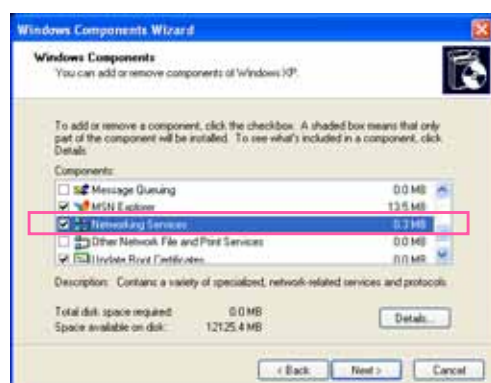 Windows Components Wizard
Windows Components
You can add or remove components of Windows XP.
To add or remove a component, click the checkbox. A shaded box means that only
part of the component will be installed. To see what's included in a component, click
Details.
Components:
Message Queuing 0.0 MB
MSN Explorer 13.5 MB
Networking Services 0.3 MB
Other Network File and Print Services 0.0 MB
Update Root Certificates 0.0 MB
Description: Contains a variety of specialized, network-related services and protocols.
Total disk space required: 0.0 MB
Space available on disk: 12125.4 MB
Details...
< Back Next > Cancel